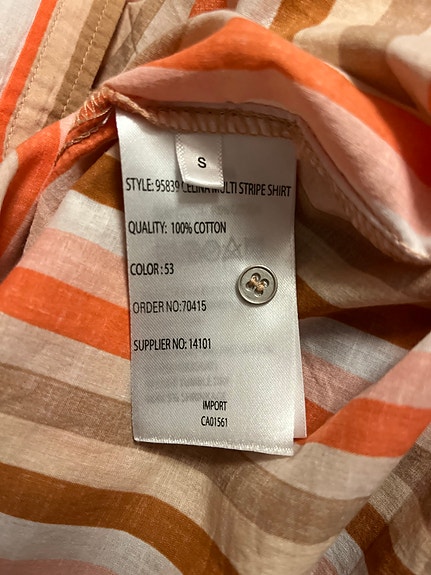 S
STYLE: 95839 CELINA MULTI STRIPE SHIRT
QUALITY: 100% COTTON
COLOR : 53
ORDER NO:70415
SUPPLIER NO: 14101
IMPORT
CA01561